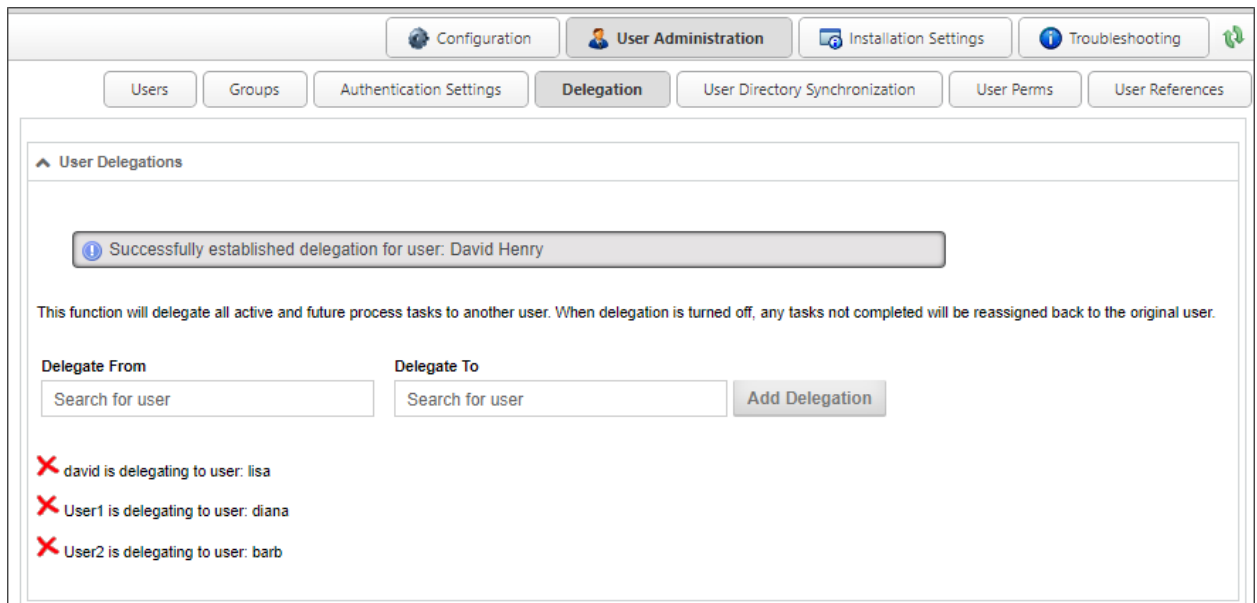 Configuration
User Administration
Installation Settings
Troubleshooting
Users
Groups
Authentication Settings
Delegation
User Directory Synchronization
User Perms
User References
User Delegations
Successfully established delegation for user: David Henry
This function will delegate all active and future process tasks to another user. When delegation is turned off, any tasks not completed will be reassigned back to the original user.
Delegate From
Delegate To
Search for user
Search for user
Add Delegation
david is delegating to user: lisa
User1 is delegating to user: diana
User2 is delegating to user: barb